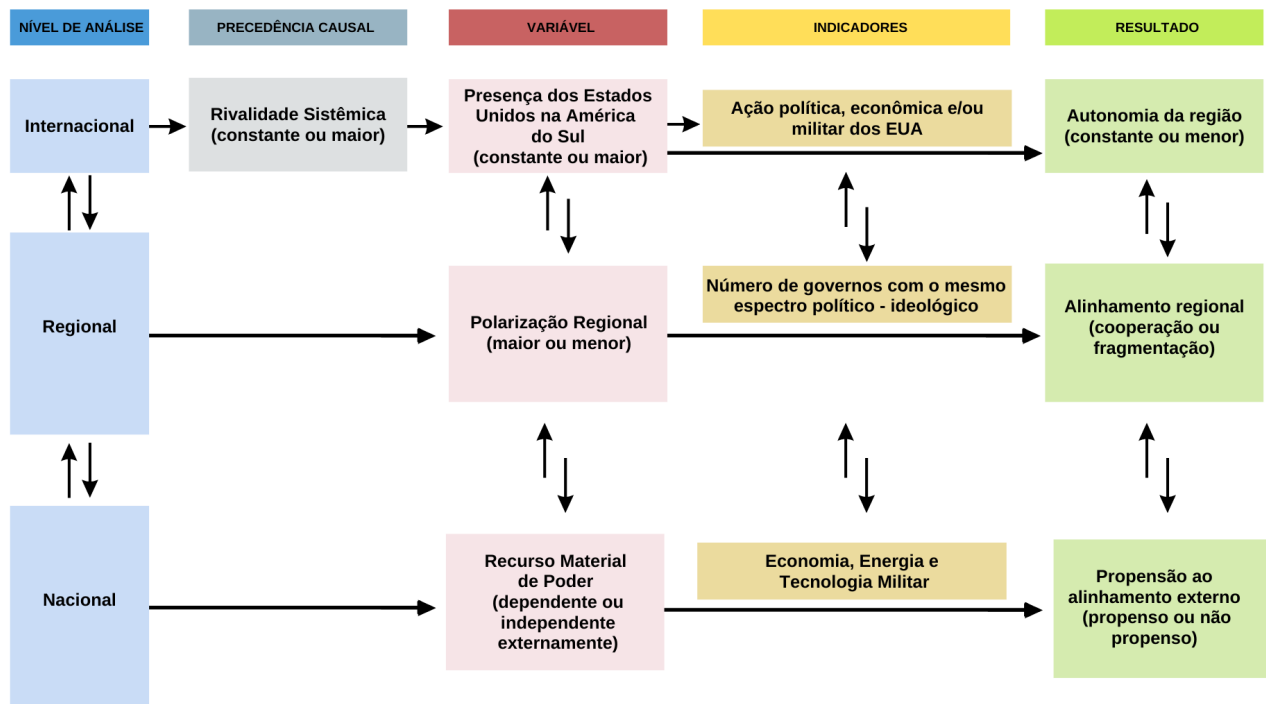 NÍVEL DE ANÁLISE
PRECEDÊNCIA CAUSAL
VARIÁVEL
INDICADORES
RESULTADO
Internacional
Rivalidade Sistêmica
(constante ou maior)
Presença dos Estados
Unidos na América
do Sul
(constante ou maior)
Ação política, econômica e/ou
militar dos EUA
Autonomia da região
(constante ou menor)
Regional
Polarização Regional
(maior ou menor)
Número de governos com o mesmo
espectro político - ideológico
Alinhamento regional
(cooperação ou
fragmentação)
Nacional
Recurso Material
de Poder
(dependente ou
independente
externamente)
Economia, Energia e
Tecnologia Militar
Propensão ao
alinhamento externo
(propenso ou não
propenso)